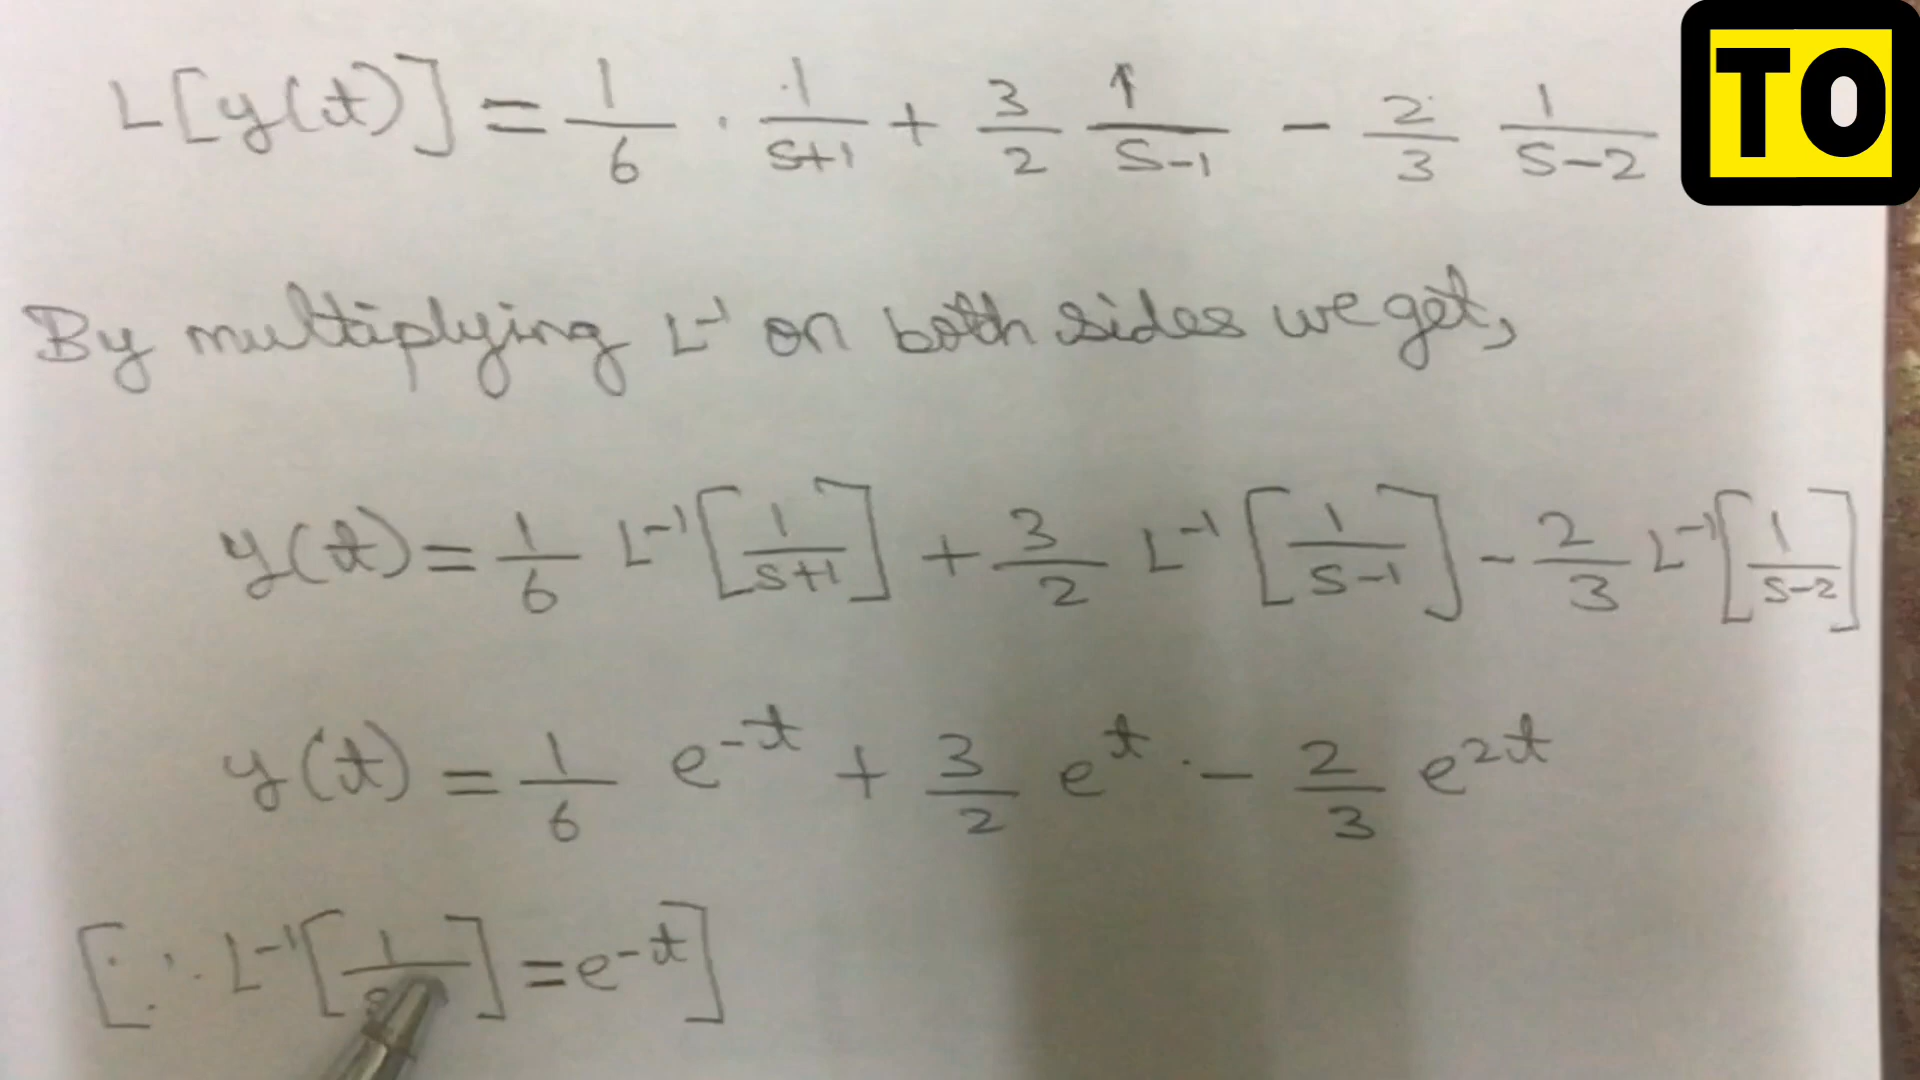 TO
L[y(t)] = 1/6 · 1/s+1 + 3/2 1/s-1 - 2/3 1/s-2
By multiplying L⁻¹ on both sides we get,
y(t) = 1/6 L⁻¹[1/s+1] + 3/2 L⁻¹[1/s-1] - 2/3 L⁻¹[1/s-2]
y(t) = 1/6 e⁻ᵗ + 3/2 eᵗ - 2/3 e²ᵗ
[∵ L⁻¹[1/s] = e⁻ᵗ]